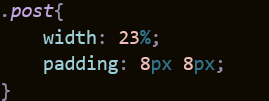 .post{
    width: 23%;
    padding: 8px 8px;
}